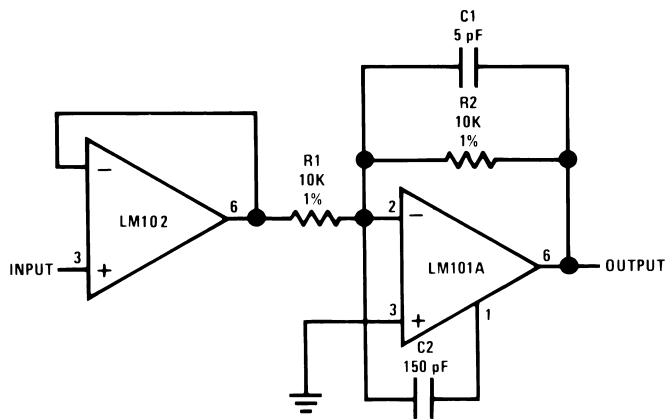 C1
5 pF
R2
10K
1%
R1
10K
1%
−
LM102
6
3
+
INPUT
2
−
LM101A
6
OUTPUT
3
+
1
C2
150 pF